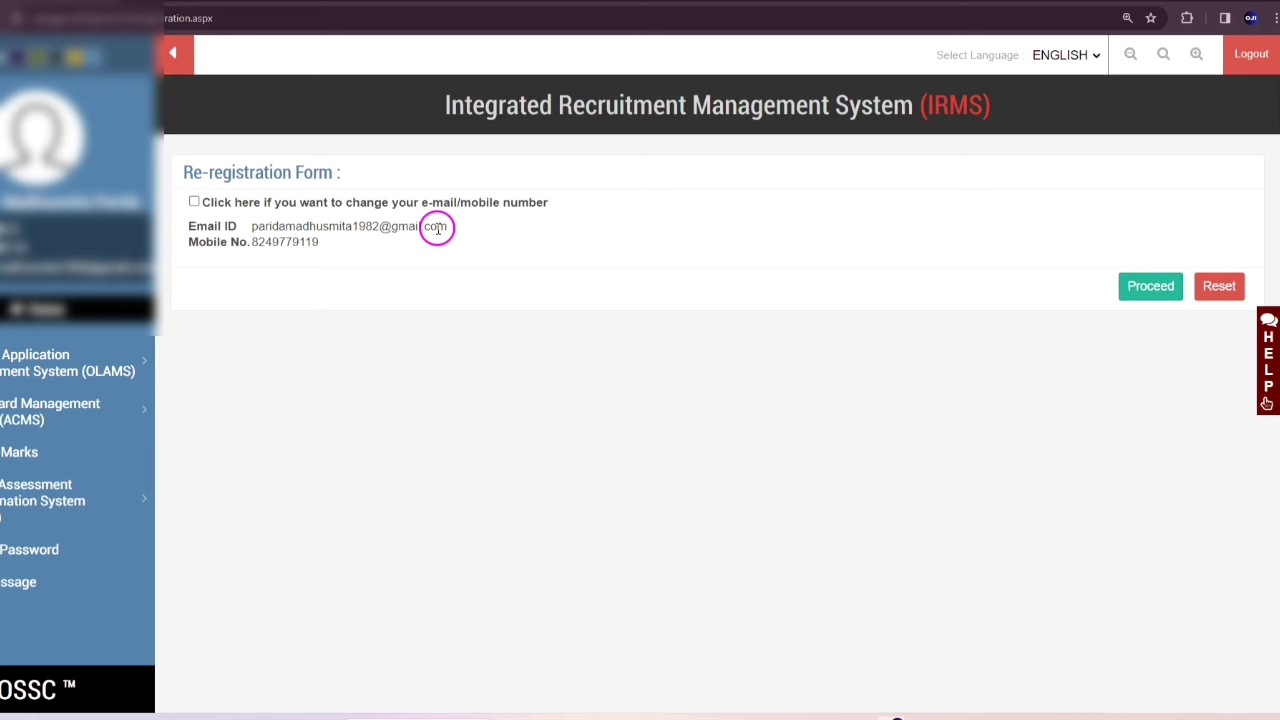 ration.aspx
OJI
Select Language : ENGLISH
Logout
Integrated Recruitment Management System (IRMS)
Re-registration Form :
Click here if you want to change your e-mail/mobile number
Email ID paridamadhusmita1982@gmail.com
Mobile No. 8249779119
Proceed
Reset
HELP
Application
ment System (OLAMS)
ard Management
(ACMS)
Marks
Assessment
mation System
)
Password
ssage
OSSC ™